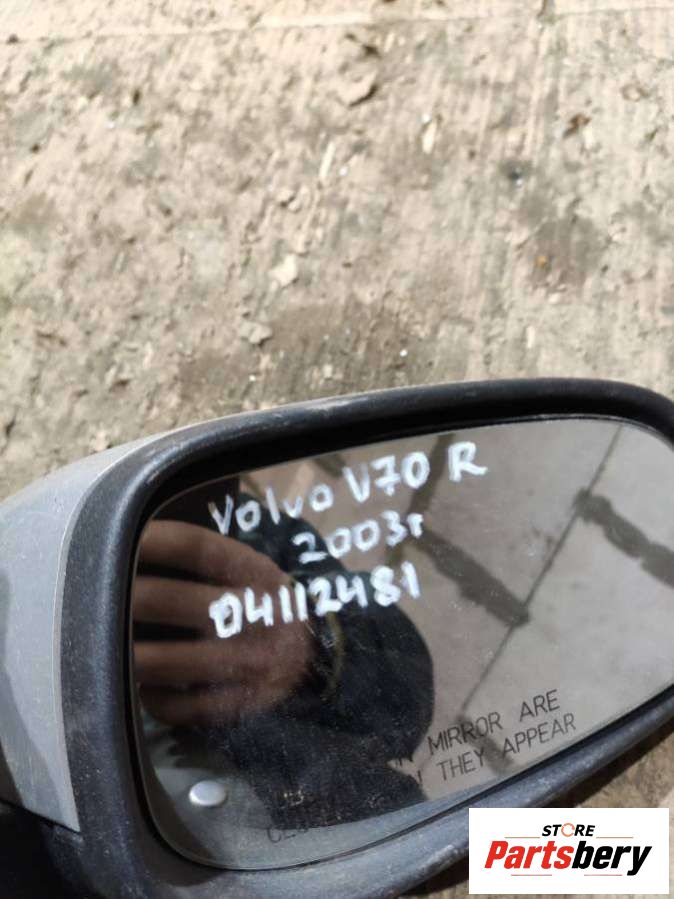 Volvo V70 R
2003г
04112481
MIRROR ARE
THEY APPEAR
STORE
Partsbery